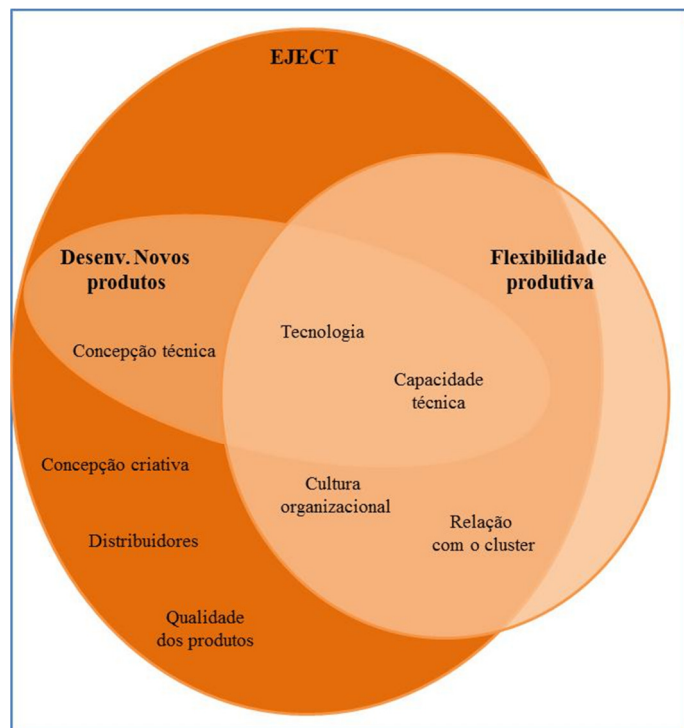 EJECT
Desenv. Novos
produtos
Flexibilidade
produtiva
Tecnologia
Concepção técnica
Capacidade
técnica
Concepção criativa
Cultura
organizacional
Relação
com o cluster
Distribuidores
Qualidade
dos produtos